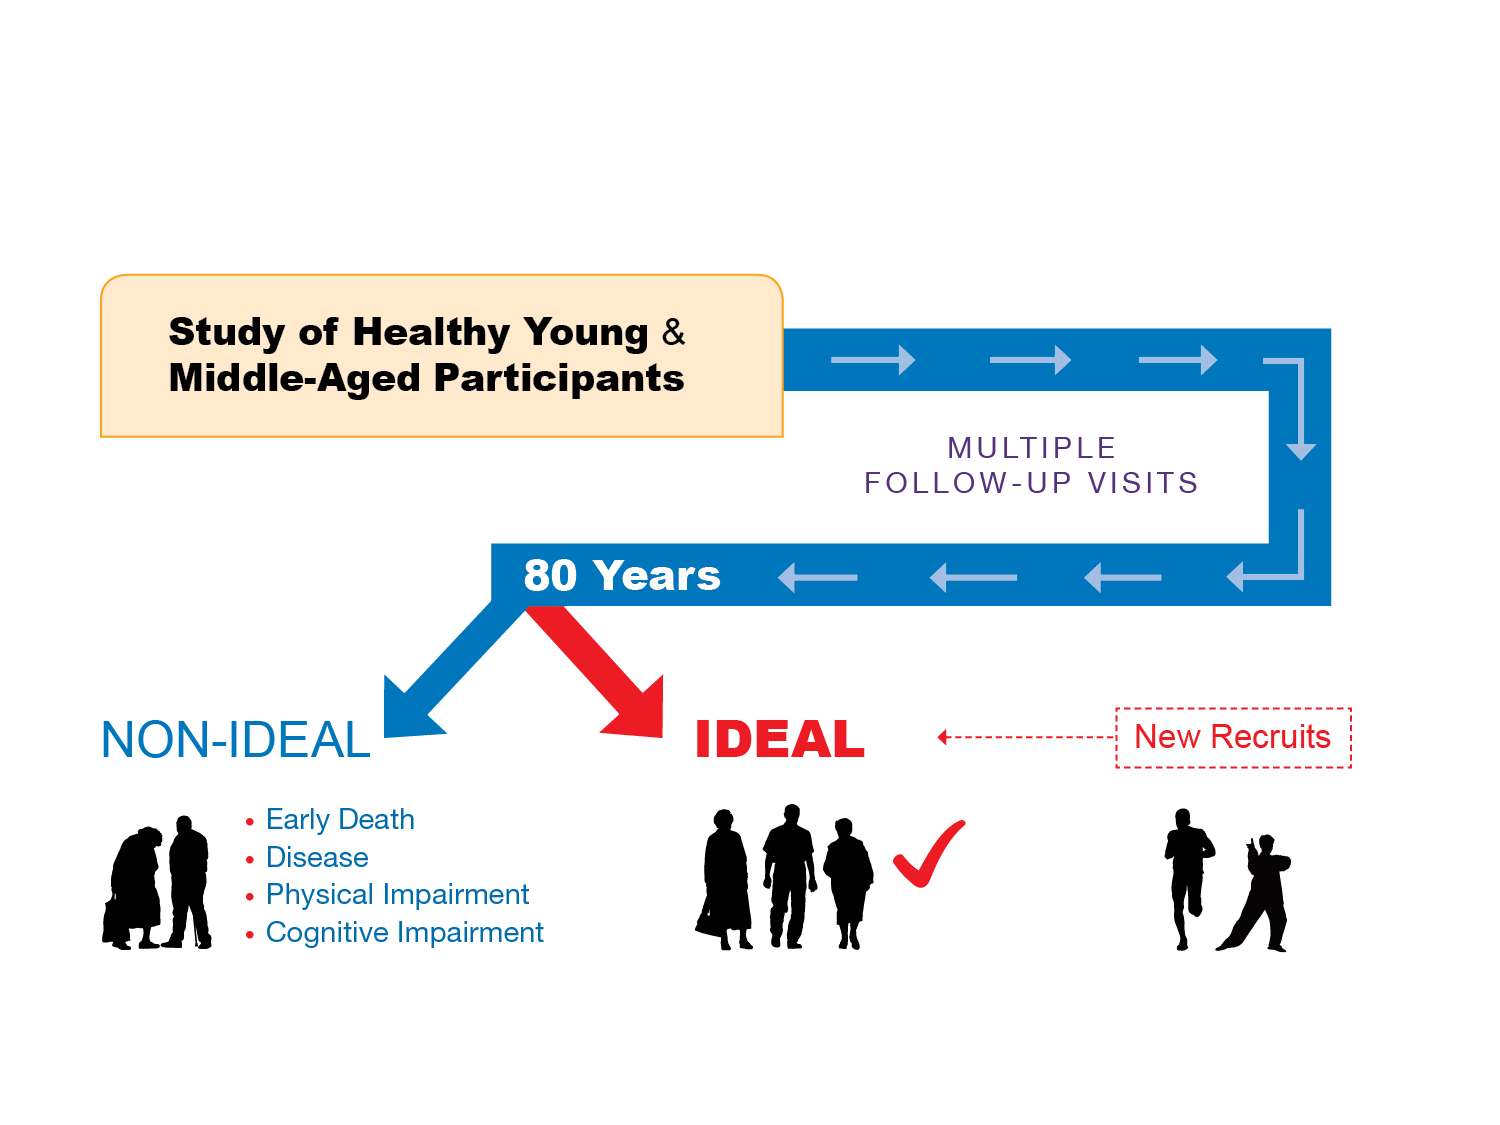 Study of Healthy Young &
Middle-Aged Participants
MULTIPLE
FOLLOW-UP VISITS
80 Years
NON-IDEAL
IDEAL
New Recruits
• Early Death
• Disease
• Physical Impairment
• Cognitive Impairment